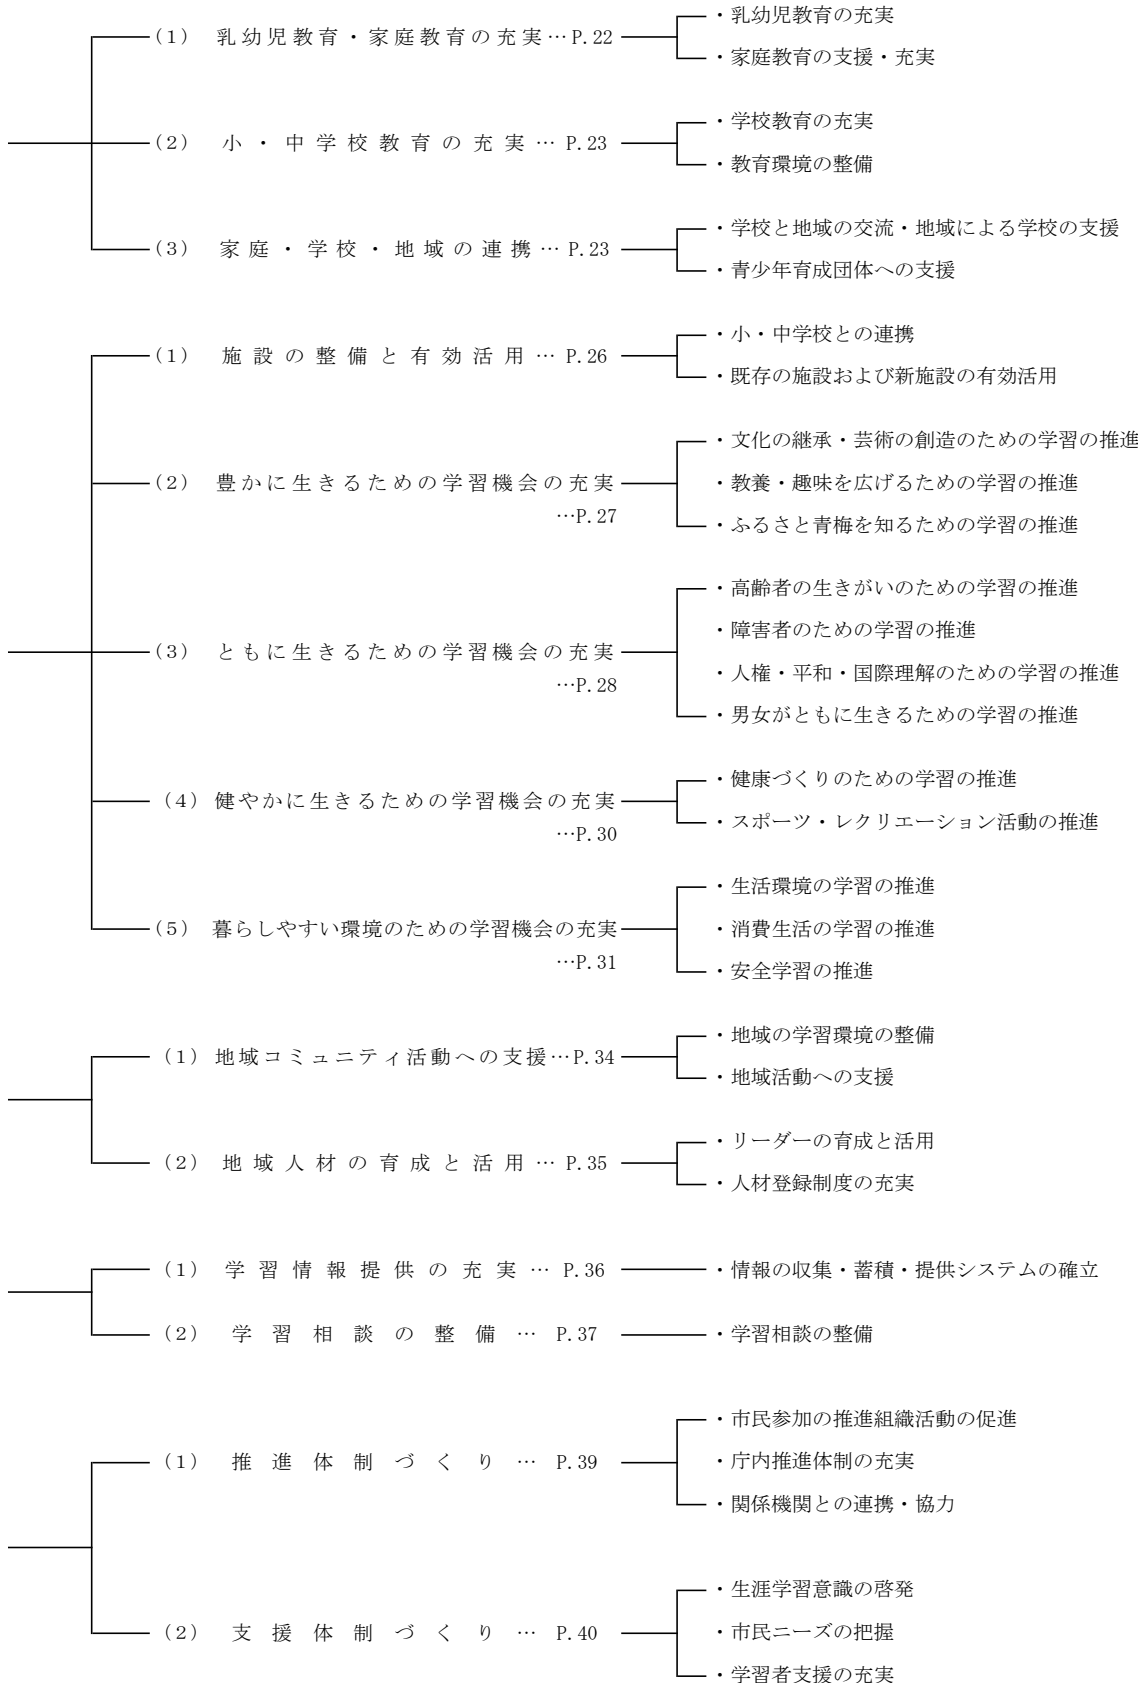 (1) 乳幼児教育・家庭教育の充実…P.22
・乳幼児教育の充実
・家庭教育の支援・充実
(2) 小・中学校教育の充実…P.23
・学校教育の充実
・教育環境の整備
(3) 家庭・学校・地域の連携…P.23
・学校と地域の交流・地域による学校の支援
・青少年育成団体への支援
(1) 施設の整備と有効活用…P.26
・小・中学校との連携
・既存の施設および新施設の有効活用
(2) 豊かに生きるための学習機会の充実
…P.27
・文化の継承・芸術の創造のための学習の推進
・教養・趣味を広げるための学習の推進
・ふるさと青梅を知るための学習の推進
(3) ともに生きるための学習機会の充実
…P.28
・高齢者の生きがいのための学習の推進
・障害者のための学習の推進
・人権・平和・国際理解のための学習の推進
・男女がともに生きるための学習の推進
(4) 健やかに生きるための学習機会の充実
…P.30
・健康づくりのための学習の推進
・スポーツ・レクリエーション活動の推進
(5) 暮らしやすい環境のための学習機会の充実
…P.31
・生活環境の学習の推進
・消費生活の学習の推進
・安全学習の推進
(1) 地域コミュニティ活動への支援…P.34
・地域の学習環境の整備
・地域活動への支援
(2) 地域人材の育成と活用…P.35
・リーダーの育成と活用
・人材登録制度の充実
(1) 学習情報提供の充実…P.36
・情報の収集・蓄積・提供システムの確立
(2) 学習相談の整備…P.37
・学習相談の整備
(1) 推進体制づくり…P.39
・市民参加の推進組織活動の促進
・庁内推進体制の充実
・関係機関との連携・協力
(2) 支援体制づくり…P.40
・生涯学習意識の啓発
・市民ニーズの把握
・学習者支援の充実